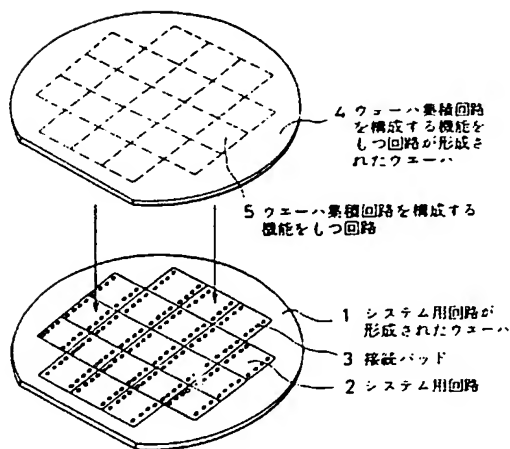 4 ウェーハ集積回路
を構成する機能を
もつ回路が形成さ
れたウエーハ
5 ウエーハ集積回路を構成する
機能をもつ回路
1 システム用回路が
形成されたウエーハ
3 接続パッド
2 システム用回路